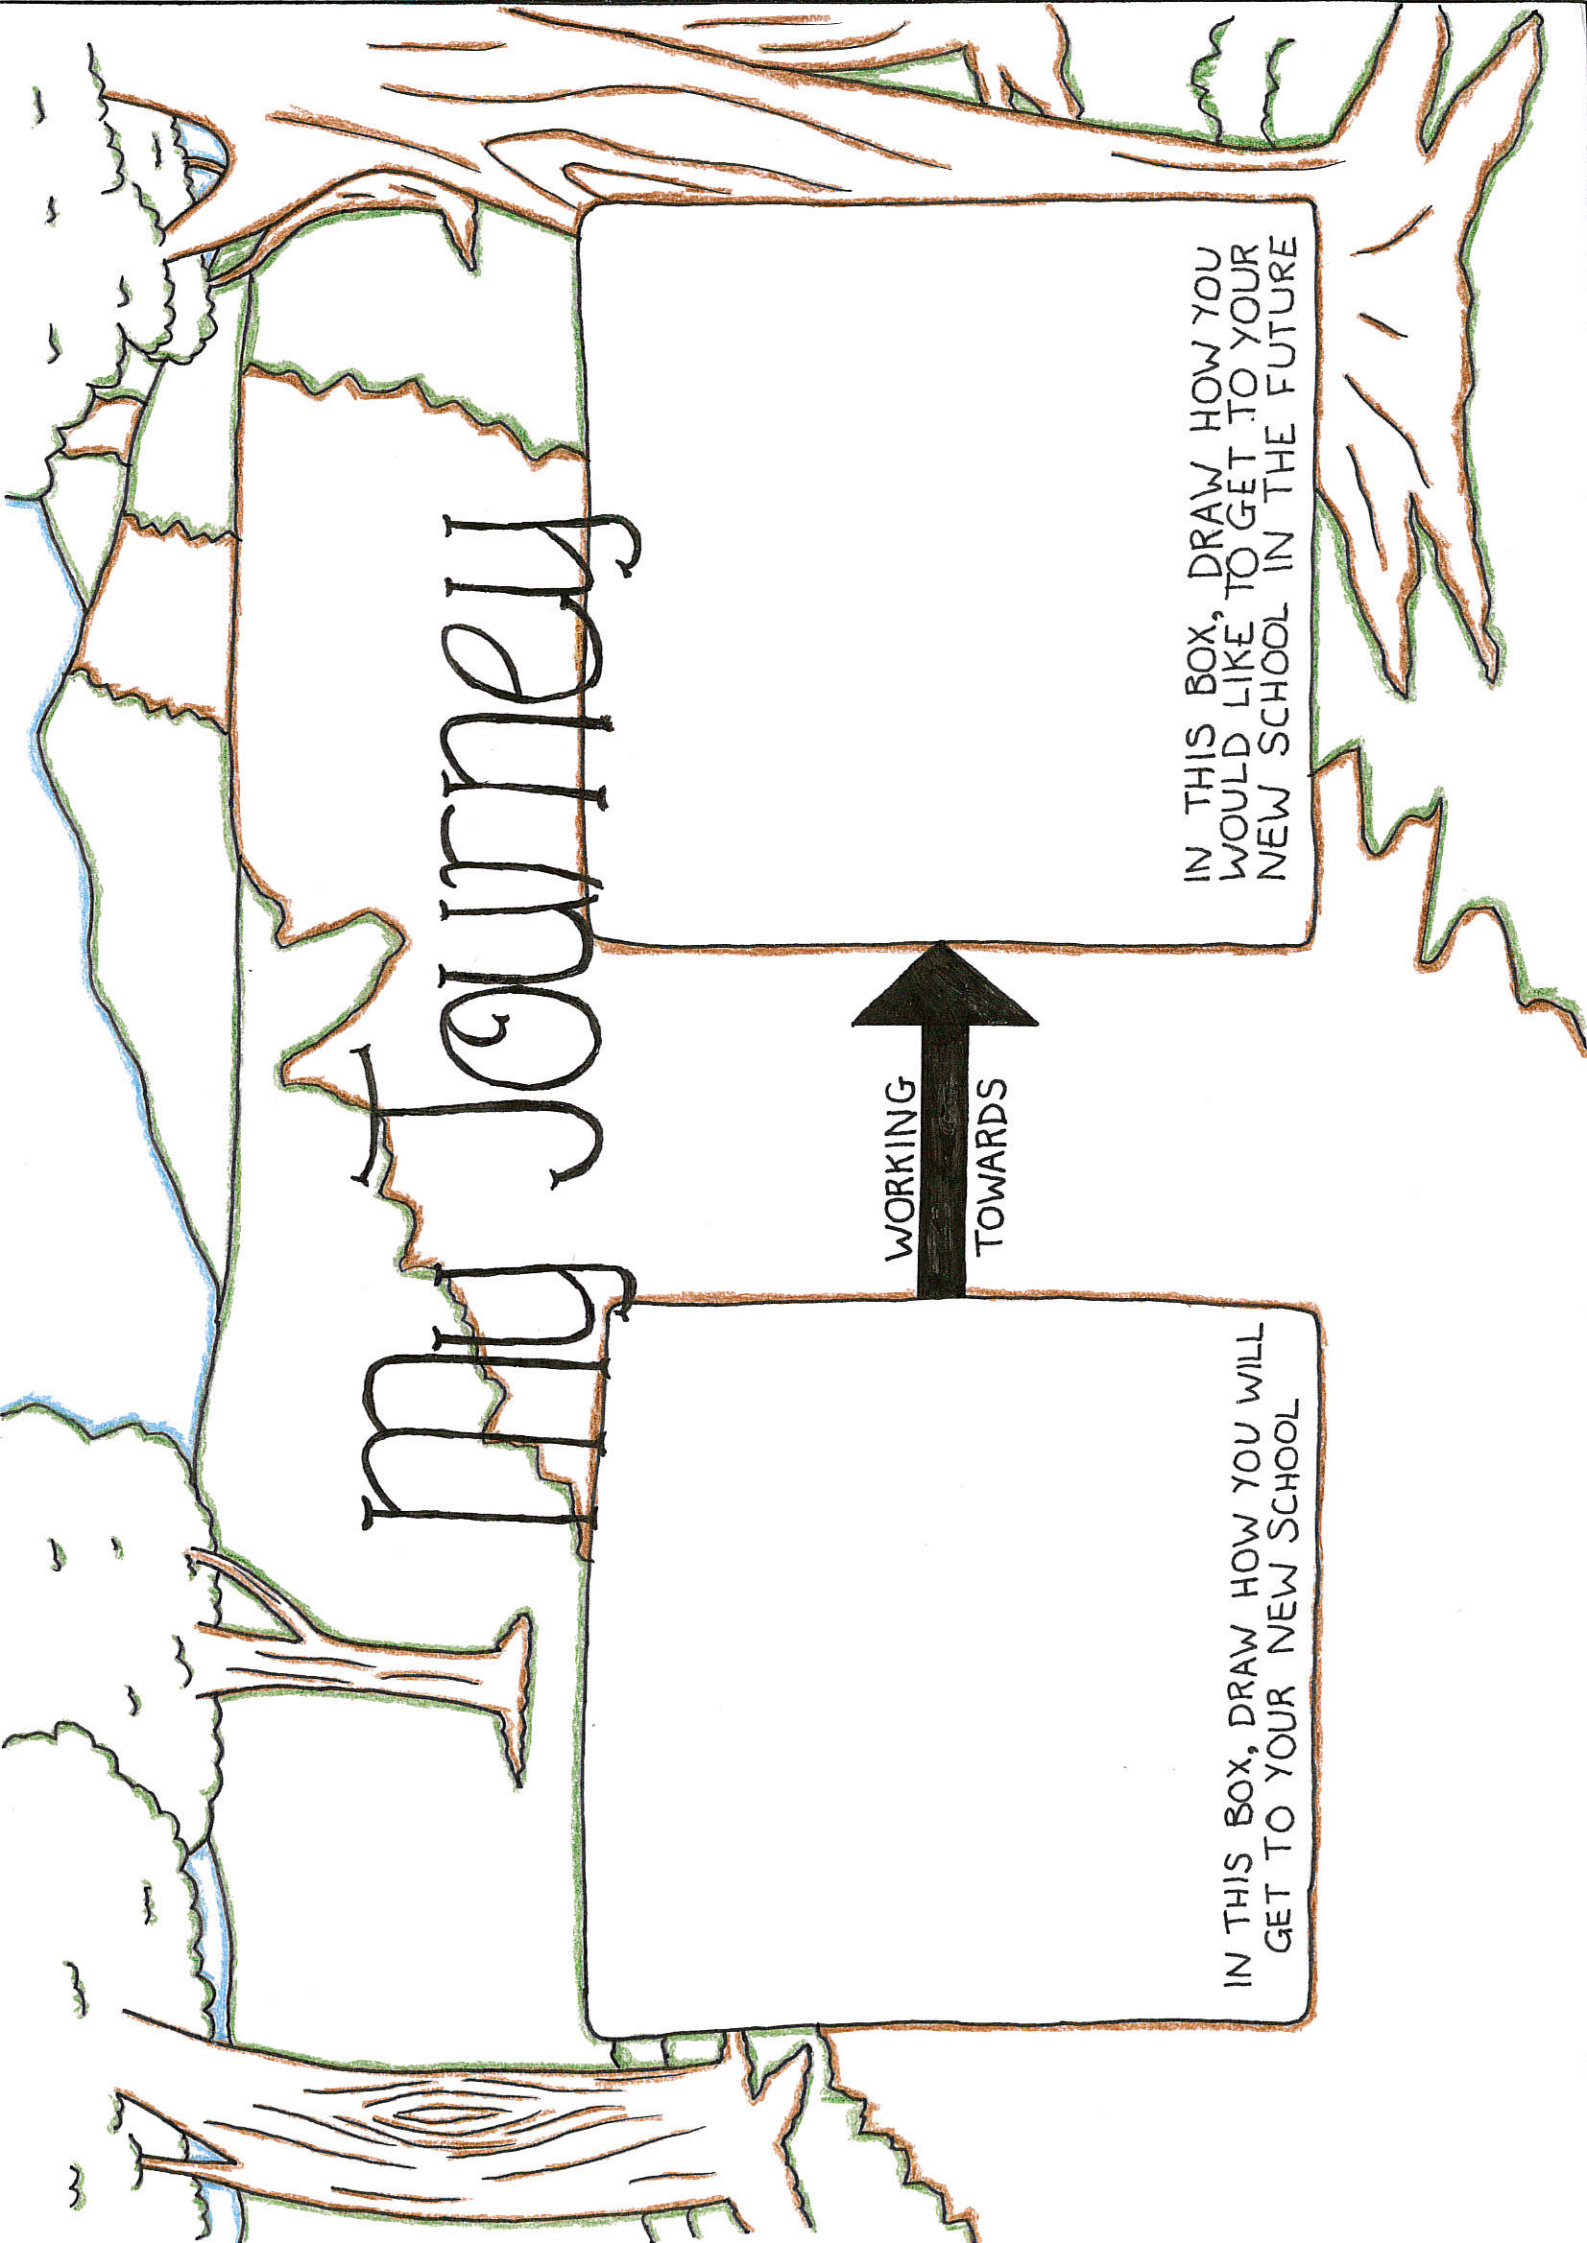 My Journey
IN THIS BOX, DRAW HOW YOU WILL
GET TO YOUR NEW SCHOOL
WORKING
TOWARDS
IN THIS BOX, DRAW HOW YOU
WOULD LIKE TO GET TO YOUR
NEW SCHOOL IN THE FUTURE